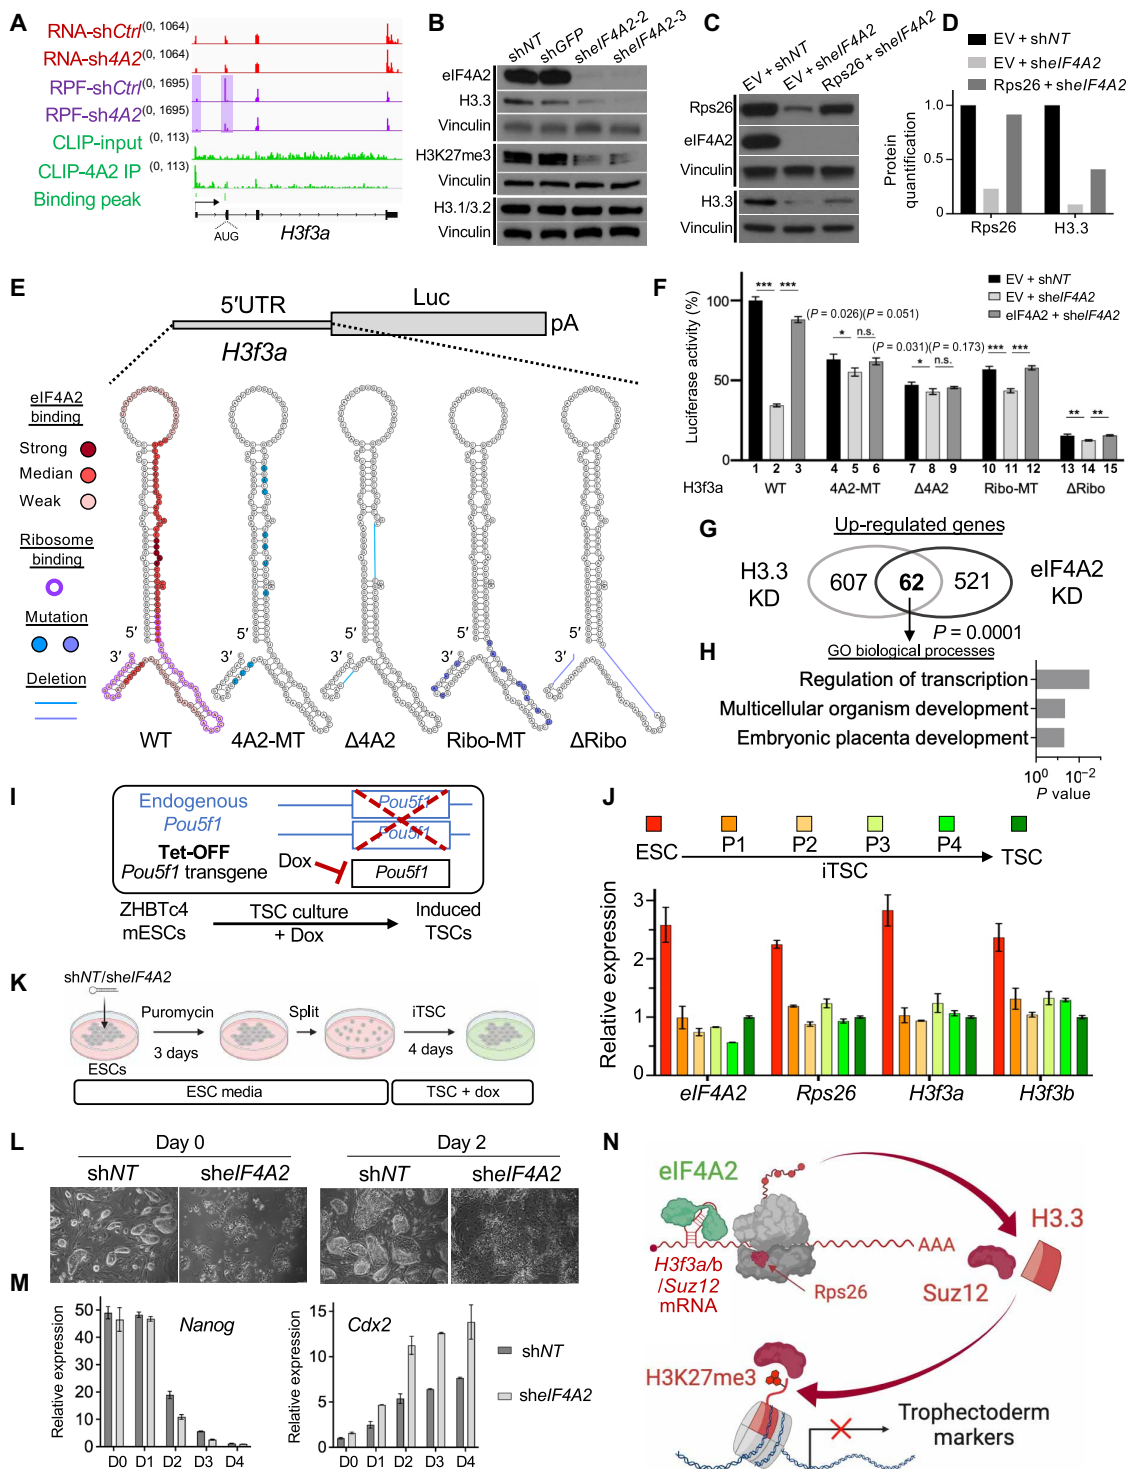 A
RNA-shCtrl (0, 1064)
RNA-sh4A2 (0, 1064)
RPF-shCtrl (0, 1695)
RPF-sh4A2 (0, 1695)
CLIP-input (0, 113)
CLIP-4A2 IP (0, 113)
Binding peak
AUG
H3f3a
B
shNT
shGFP
sheIF4A2-2
sheIF4A2-3
eIF4A2
H3.3
Vinculin
H3K27me3
Vinculin
H3.1/3.2
Vinculin
C
EV + shNT
EV + sheIF4A2
Rps26 + sheIF4A2
Rps26
eIF4A2
Vinculin
H3.3
Vinculin
D
EV + shNT
EV + sheIF4A2
Rps26 + sheIF4A2
Protein
quantification
1.0
0.5
0
Rps26
H3.3
E
5′UTR
Luc
pA
H3f3a
eIF4A2
binding
Strong
Median
Weak
Ribosome
binding
Mutation
Deletion
5′ 5′ 5′ 5′ 5′
3′ 3′ 3′ 3′ 3′
WT 4A2-MT Δ4A2 Ribo-MT ΔRibo
F
EV + shNT
EV + sheIF4A2
eIF4A2 + sheIF4A2
Luciferase activity (%)
100
50
0
*** ***
(P = 0.026)(P = 0.051)
* n.s.
(P = 0.031)(P = 0.173)
* n.s.
*** ***
** **
1 2 3 4 5 6 7 8 9 10 11 12 13 14 15
H3f3a WT 4A2-MT Δ4A2 Ribo-MT ΔRibo
G
Up-regulated genes
H3.3
KD
607
62
521
eIF4A2
KD
P = 0.0001
H
GO biological processes
Regulation of transcription
Multicellular organism development
Embryonic placenta development
10⁰ 10⁻²
P value
I
Endogenous
Pou5f1
Pou5f1
Pou5f1
Tet-OFF
Pou5f1 transgene
Dox
Pou5f1
ZHBTc4
mESCs
TSC culture
+ Dox
Induced
TSCs
J
P1 P2 P3 P4
ESC
TSC
iTSC
Relative expression
3
2
1
0
eIF4A2 Rps26 H3f3a H3f3b
K
shNT/sheIF4A2
Puromycin
3 days
Split
iTSC
4 days
ESCs
ESC media
TSC + dox
L
Day 0
Day 2
shNT
sheIF4A2
shNT
sheIF4A2
M
Relative expression
50
40
30
20
10
0
Nanog
D0 D1 D2 D3 D4
Relative expression
15
10
5
0
Cdx2
D0 D1 D2 D3 D4
shNT
sheIF4A2
N
eIF4A2
AAA
H3f3a/b
/Suz12
mRNA
Rps26
H3.3
Suz12
H3K27me3
Trophectoderm
markers